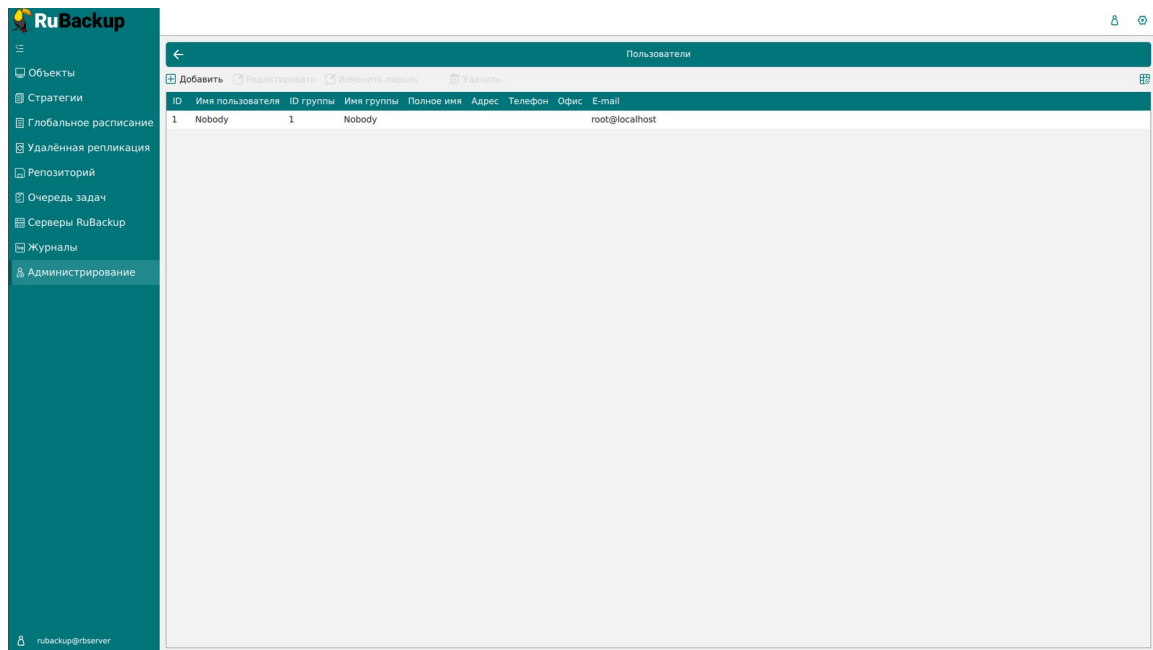 RuBackup
Объекты
Стратегии
Глобальное расписание
Удалённая репликация
Репозиторий
Очередь задач
Серверы RuBackup
Журналы
Администрирование
rubackup@rbserver
Пользователи
Добавить Редактировать Изменить пароль Удалить
ID Имя пользователя ID группы Имя группы Полное имя Адрес Телефон Офис E-mail
1 Nobody 1 Nobody root@localhost